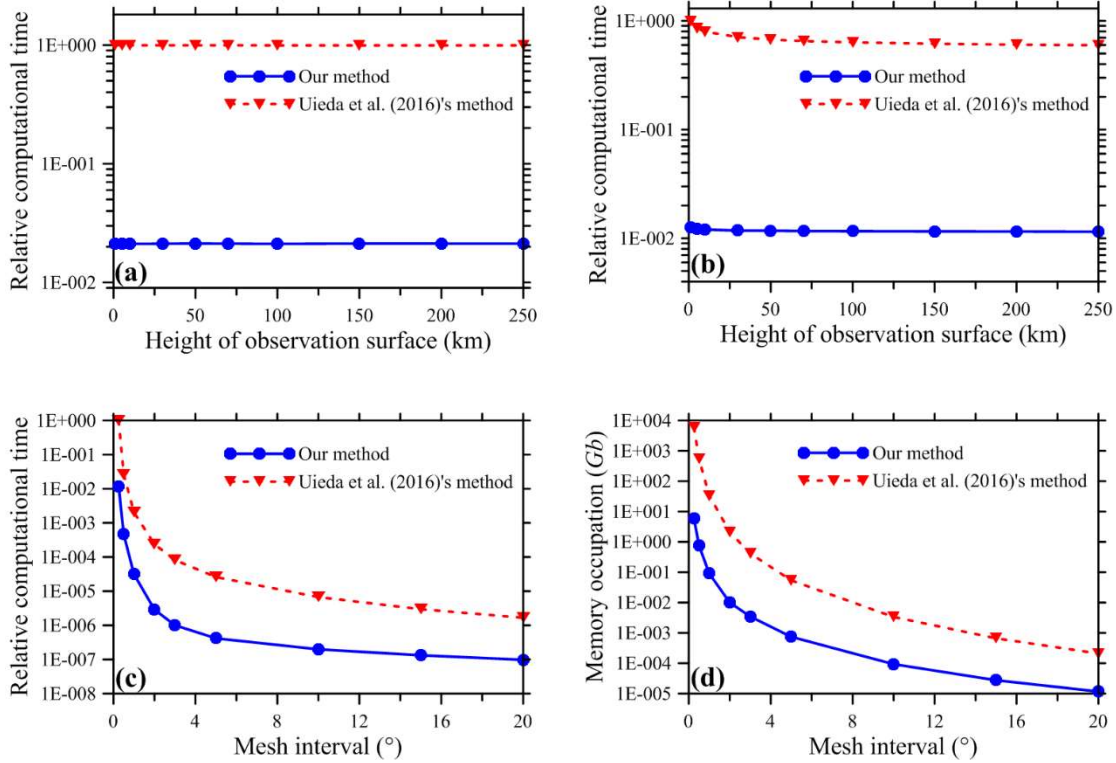 Relative computational time
1E+000
1E-001
1E-002
Our method
Uieda et al. (2016)'s method
(a)
0 50 100 150 200 250
Height of observation surface (km)
Relative computational time
1E+000
1E-001
1E-002
Our method
Uieda et al. (2016)'s method
(b)
0 50 100 150 200 250
Height of observation surface (km)
Relative computational time
1E+000
1E-001
1E-002
1E-003
1E-004
1E-005
1E-006
1E-007
1E-008
Our method
Uieda et al. (2016)'s method
(c)
0 4 8 12 16 20
Mesh interval (°)
Memory occupation (Gb)
1E+004
1E+003
1E+002
1E+001
1E+000
1E-001
1E-002
1E-003
1E-004
1E-005
Our method
Uieda et al. (2016)'s method
(d)
0 4 8 12 16 20
Mesh interval (°)